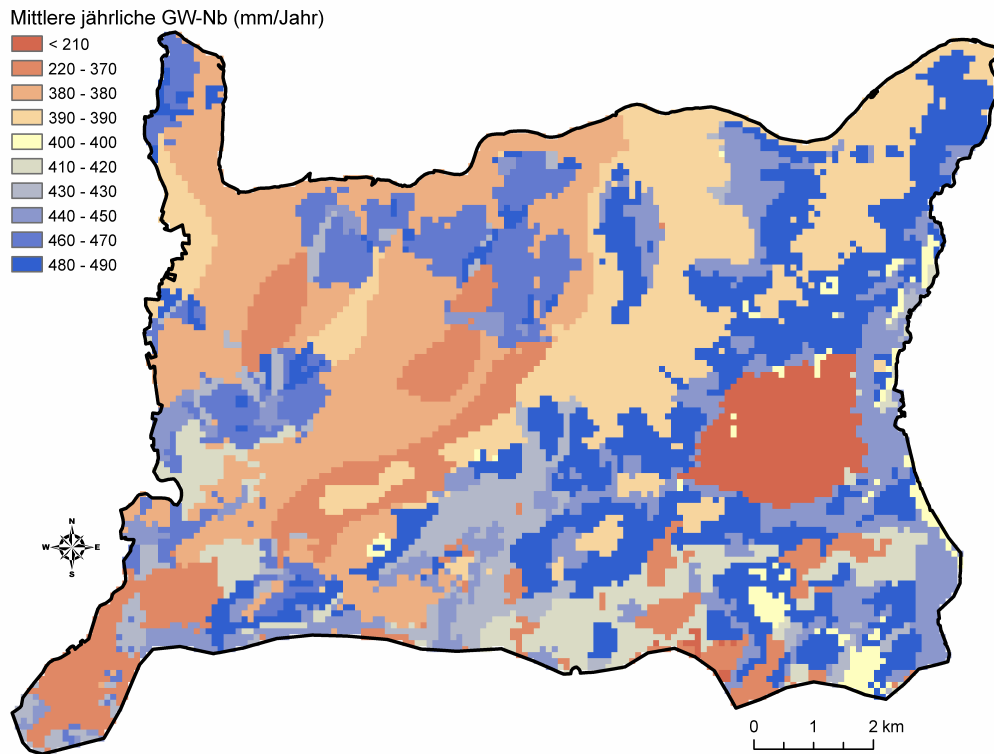 Mittlere jährliche GW-Nb (mm/Jahr)
< 210
220 - 370
380 - 380
390 - 390
400 - 400
410 - 420
430 - 430
440 - 450
460 - 470
480 - 490
N
W E
S
0 1 2 km